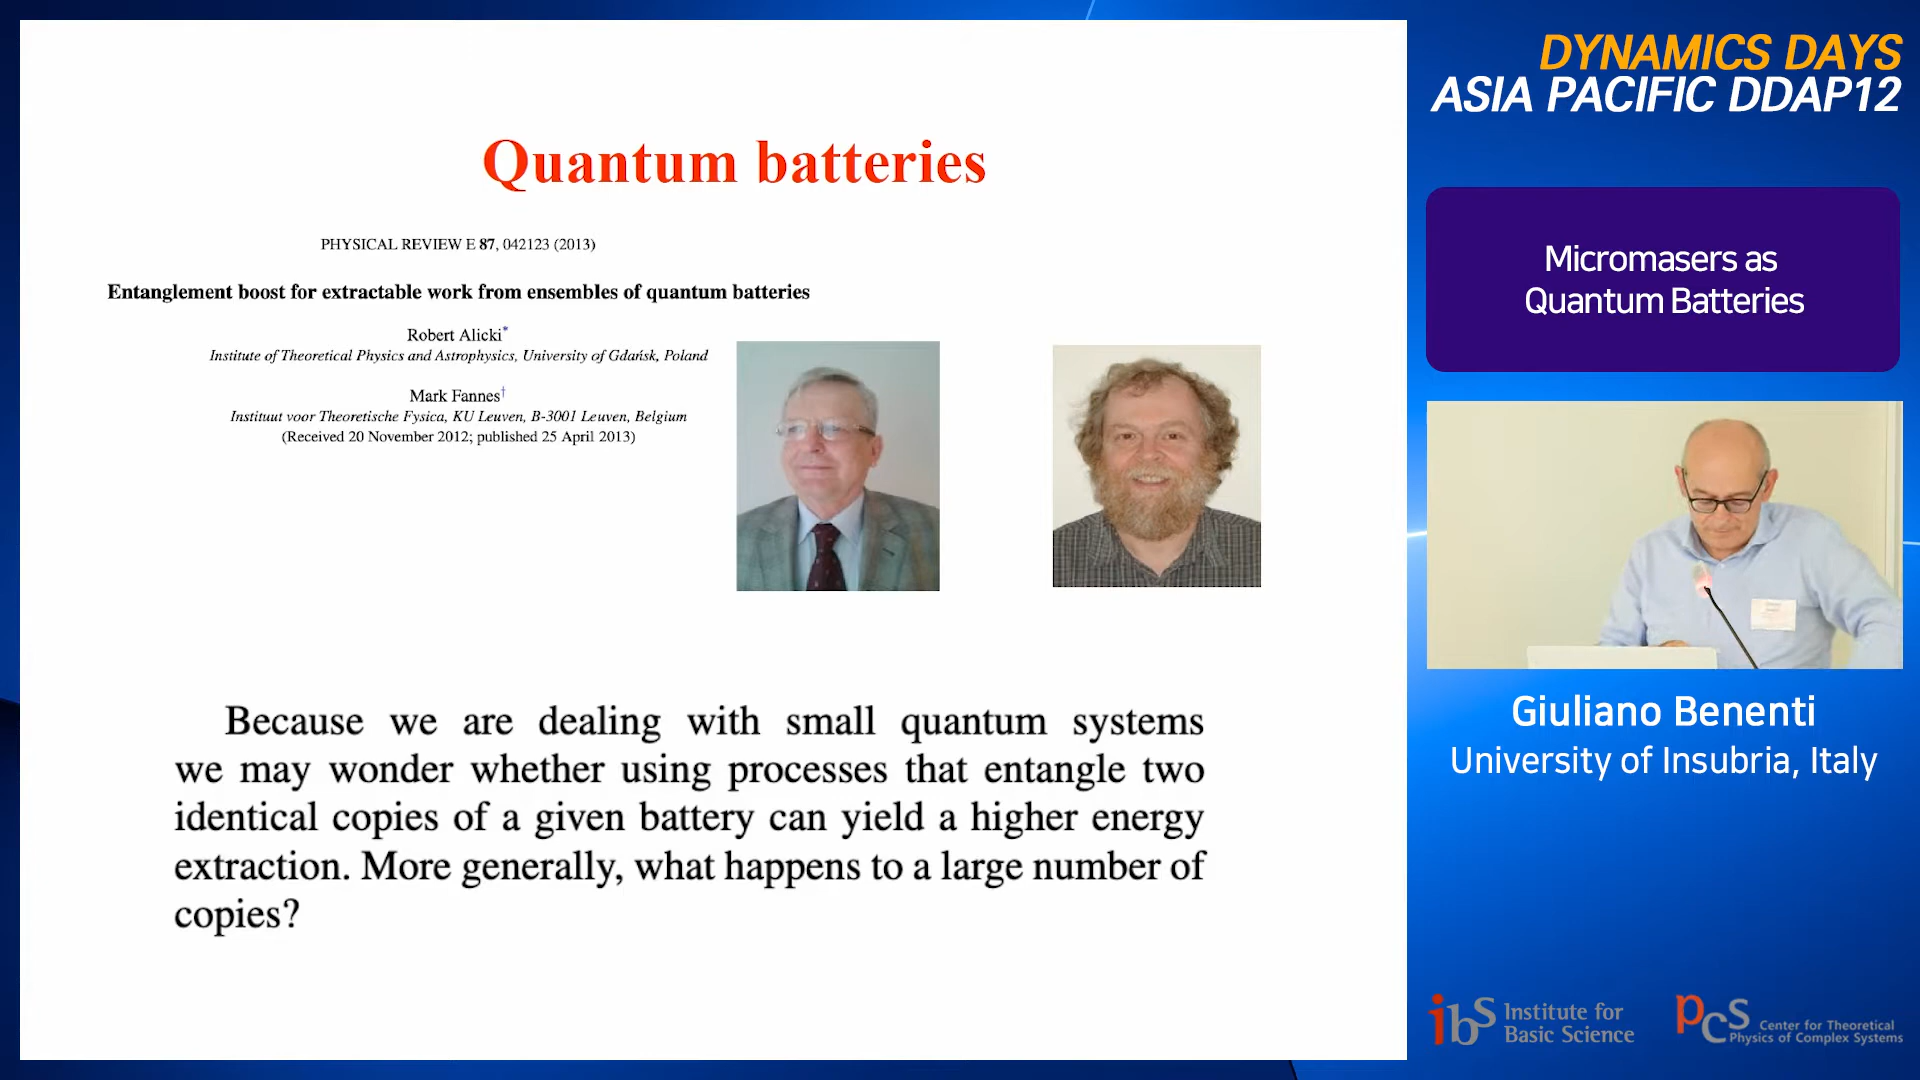 Quantum batteries
PHYSICAL REVIEW E 87, 042123 (2013)
Entanglement boost for extractable work from ensembles of quantum batteries
Robert Alicki*
Institute of Theoretical Physics and Astrophysics, University of Gdańsk, Poland
Mark Fannes†
Instituut voor Theoretische Fysica, KU Leuven, B-3001 Leuven, Belgium
(Received 20 November 2012; published 25 April 2013)
Because we are dealing with small quantum systems
we may wonder whether using processes that entangle two
identical copies of a given battery can yield a higher energy
extraction. More generally, what happens to a large number of
copies?
DYNAMICS DAYS
ASIA PACIFIC DDAP12
Micromasers as
Quantum Batteries
Giuliano Benenti
University of Insubria, Italy
ibS Institute for
Basic Science
PCS Center for Theoretical
Physics of Complex Systems